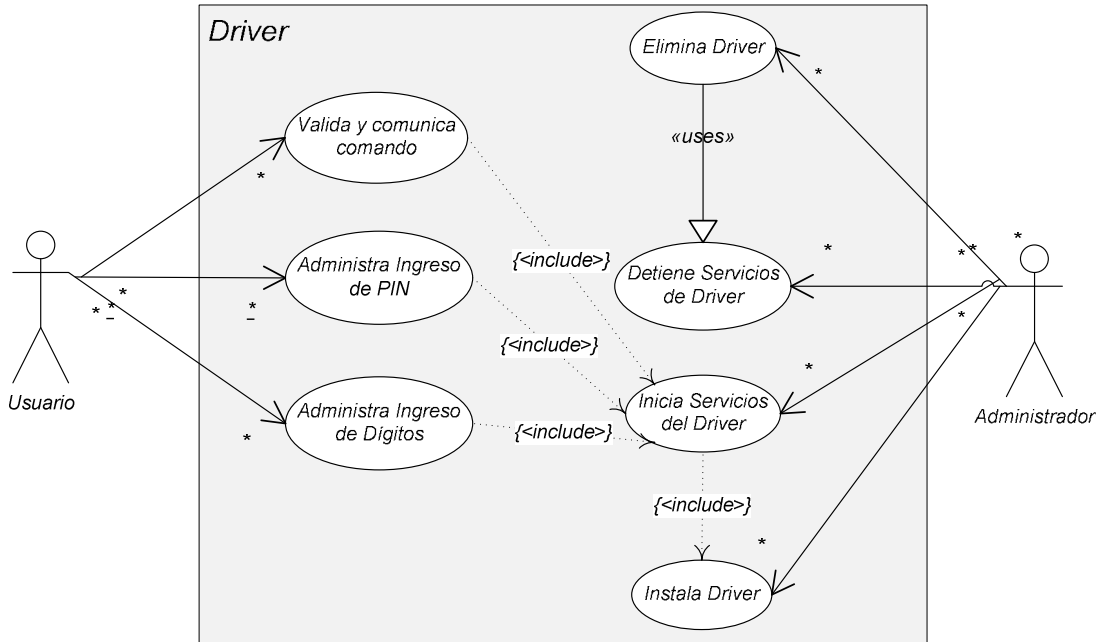 Driver
Elimina Driver
*
Valida y comunica
comando
«uses»
*
{<include>}
Administra Ingreso
de PIN
Detiene Servicios
de Driver
*
*
*
*
*
*
*
*
*
{<include>}
*
*
Usuario
Administra Ingreso
de Dígitos
*
{<include>}
Inicia Servicios
del Driver
Administrador
{<include>}
*
Instala Driver